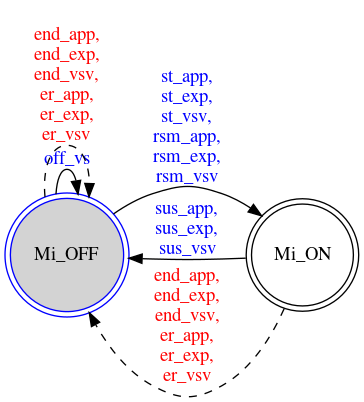 end_app,
end_exp,
end_vsv,
er_app,
er_exp,
er_vsv
off_vs
st_app,
st_exp,
st_vsv,
rsm_app,
rsm_exp,
rsm_vsv
sus_app,
sus_exp,
sus_vsv
Mi_OFF
Mi_ON
end_app,
end_exp,
end_vsv,
er_app,
er_exp,
er_vsv